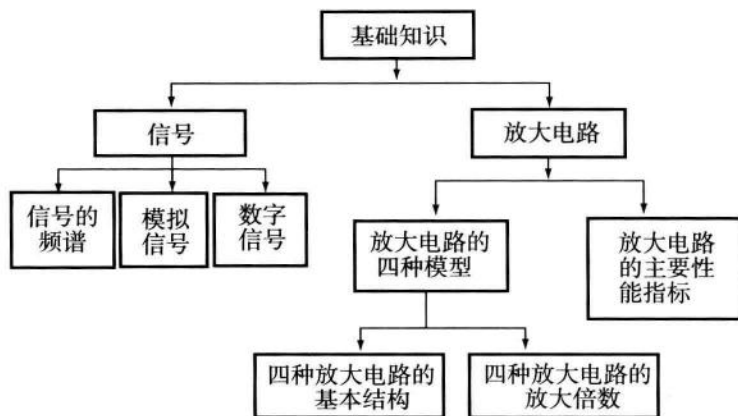 基础知识
信号
放大电路
信号的
频谱
模拟
信号
数字
信号
放大电路的
四种模型
放大电路
的主要性
能指标
四种放大电路的
基本结构
四种放大电路的
放大倍数